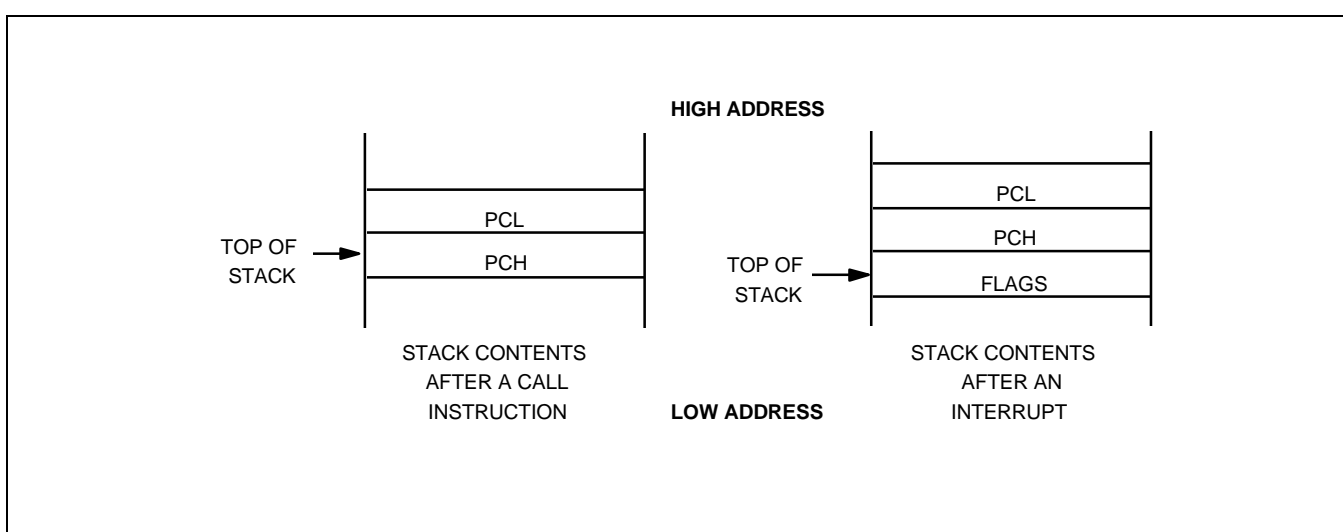 HIGH ADDRESS
PCL
PCH
TOP OF
STACK
STACK CONTENTS
AFTER A CALL
INSTRUCTION
LOW ADDRESS
PCL
PCH
FLAGS
TOP OF
STACK
STACK CONTENTS
AFTER AN
INTERRUPT